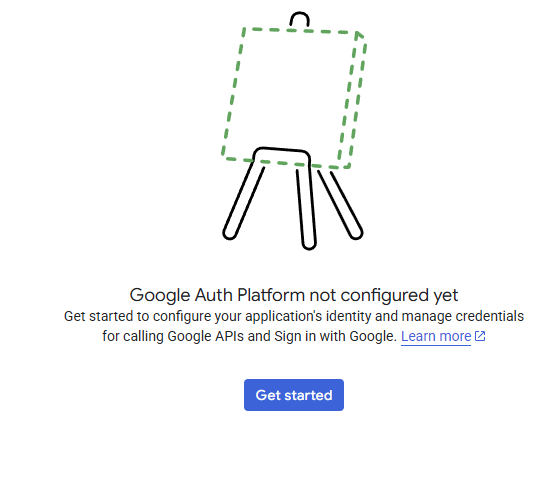 Google Auth Platform not configured yet
Get started to configure your application's identity and manage credentials
for calling Google APIs and Sign in with Google. Learn more
Get started